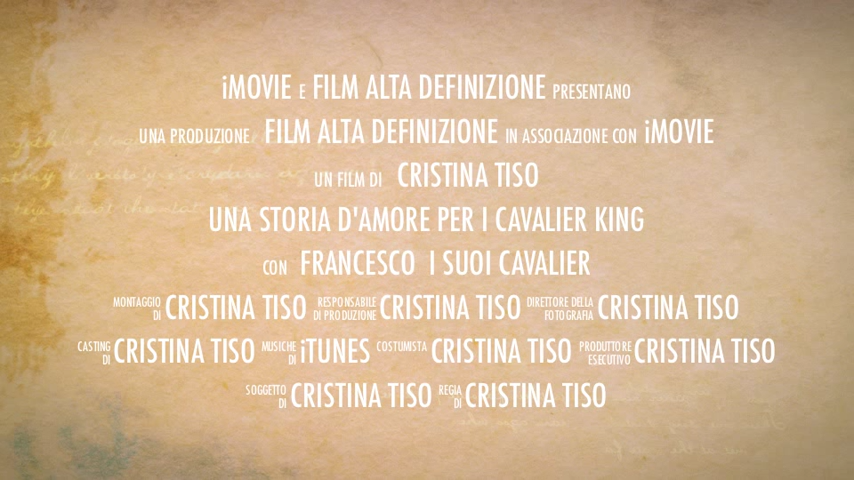 iMOVIE E FILM ALTA DEFINIZIONE PRESENTANO
UNA PRODUZIONE FILM ALTA DEFINIZIONE IN ASSOCIAZIONE CON iMOVIE
UN FILM DI CRISTINA TISO
UNA STORIA D'AMORE PER I CAVALIER KING
CON FRANCESCO I SUOI CAVALIER
MONTAGGIO DI CRISTINA TISO RESPONSABILE DI PRODUZIONE CRISTINA TISO DIRETTORE DELLA FOTOGRAFIA CRISTINA TISO
CASTING DI CRISTINA TISO MUSICHE DI iTUNES COSTUMISTA CRISTINA TISO PRODUTTORE ESECUTIVO CRISTINA TISO
SOGGETTO DI CRISTINA TISO REGIA DI CRISTINA TISO